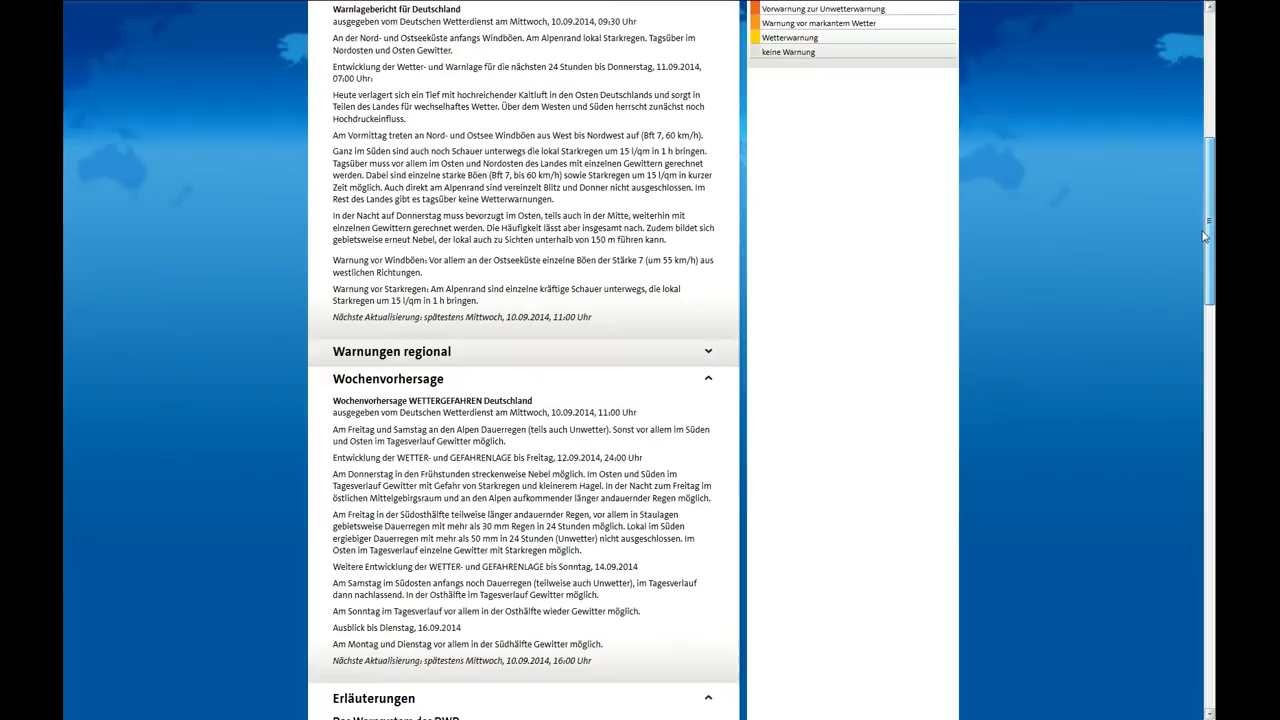 Warnlagebericht für Deutschland
ausgegeben vom Deutschen Wetterdienst am Mittwoch, 10.09.2014, 09:30 Uhr
An der Nord- und Ostseeküste anfangs Windböen. Am Alpenrand lokal Starkregen. Tagsüber im
Nordosten und Osten Gewitter.
Entwicklung der Wetter- und Warnlage für die nächsten 24 Stunden bis Donnerstag, 11.09.2014,
07:00 Uhr:
Heute verlagert sich ein Tief mit hochreichender Kaltluft in den Osten Deutschlands und sorgt in
Teilen des Landes für wechselhaftes Wetter. Über dem Westen und Süden herrscht zunächst noch
Hochdruckeinfluss.
Am Vormittag treten an Nord- und Ostsee Windböen aus West bis Nordwest auf (Bft 7, 60 km/h).
Ganz im Süden sind auch noch Schauer unterwegs die lokal Starkregen um 15 l/qm in 1 h bringen.
Tagsüber muss vor allem im Osten und Nordosten des Landes mit einzelnen Gewittern gerechnet
werden. Dabei sind einzelne starke Böen (Bft 7, bis 60 km/h) sowie Starkregen um 15 l/qm in kurzer
Zeit möglich. Auch direkt am Alpenrand sind vereinzelt Blitz und Donner nicht ausgeschlossen. Im
Rest des Landes gibt es tagsüber keine Wetterwarnungen.
In der Nacht auf Donnerstag muss bevorzugt im Osten, teils auch in der Mitte, weiterhin mit
einzelnen Gewittern gerechnet werden. Die Häufigkeit lässt aber insgesamt nach. Zudem bildet sich
gebietsweise erneut Nebel, der lokal auch zu Sichten unterhalb von 150 m führen kann.
Warnung vor Windböen: Vor allem an der Ostseeküste einzelne Böen der Stärke 7 (um 55 km/h) aus
westlichen Richtungen.
Warnung vor Starkregen: Am Alpenrand sind einzelne kräftige Schauer unterwegs, die lokal
Starkregen um 15 l/qm in 1 h bringen.
Nächste Aktualisierung: spätestens Mittwoch, 10.09.2014, 11:00 Uhr
Warnungen regional
Wochenvorhersage
Wochenvorhersage WETTERGEFAHREN Deutschland
ausgegeben vom Deutschen Wetterdienst am Mittwoch, 10.09.2014, 11:00 Uhr
Am Freitag und Samstag an den Alpen Dauerregen (teils auch Unwetter). Sonst vor allem im Süden
und Osten im Tagesverlauf Gewitter möglich.
Entwicklung der WETTER- und GEFAHRENLAGE bis Freitag, 12.09.2014, 24:00 Uhr
Am Donnerstag in den Frühstunden streckenweise Nebel möglich. Im Osten und Süden im
Tagesverlauf Gewitter mit Gefahr von Starkregen und kleinerem Hagel. In der Nacht zum Freitag im
östlichen Mittelgebirgsraum und an den Alpen aufkommender länger andauernder Regen möglich.
Am Freitag in der Südosthälfte teilweise länger andauernder Regen, vor allem in Staulagen
gebietsweise Dauerregen mit mehr als 30 mm Regen in 24 Stunden möglich. Lokal im Süden
ergiebiger Dauerregen mit mehr als 50 mm in 24 Stunden (Unwetter) nicht ausgeschlossen. Im
Osten im Tagesverlauf einzelne Gewitter mit Starkregen möglich.
Weitere Entwicklung der WETTER- und GEFAHRENLAGE bis Sonntag, 14.09.2014
Am Samstag im Südosten anfangs noch Dauerregen (teilweise auch Unwetter), im Tagesverlauf
dann nachlassend. In der Osthälfte im Tagesverlauf Gewitter möglich.
Am Sonntag im Tagesverlauf vor allem in der Osthälfte wieder Gewitter möglich.
Ausblick bis Dienstag, 16.09.2014
Am Montag und Dienstag vor allem in der Südhälfte Gewitter möglich.
Nächste Aktualisierung: spätestens Mittwoch, 10.09.2014, 16:00 Uhr
Erläuterungen
Das Warnsystem des DWD
Vorwarnung zur Unwetterwarnung
Warnung vor markantem Wetter
Wetterwarnung
keine Warnung